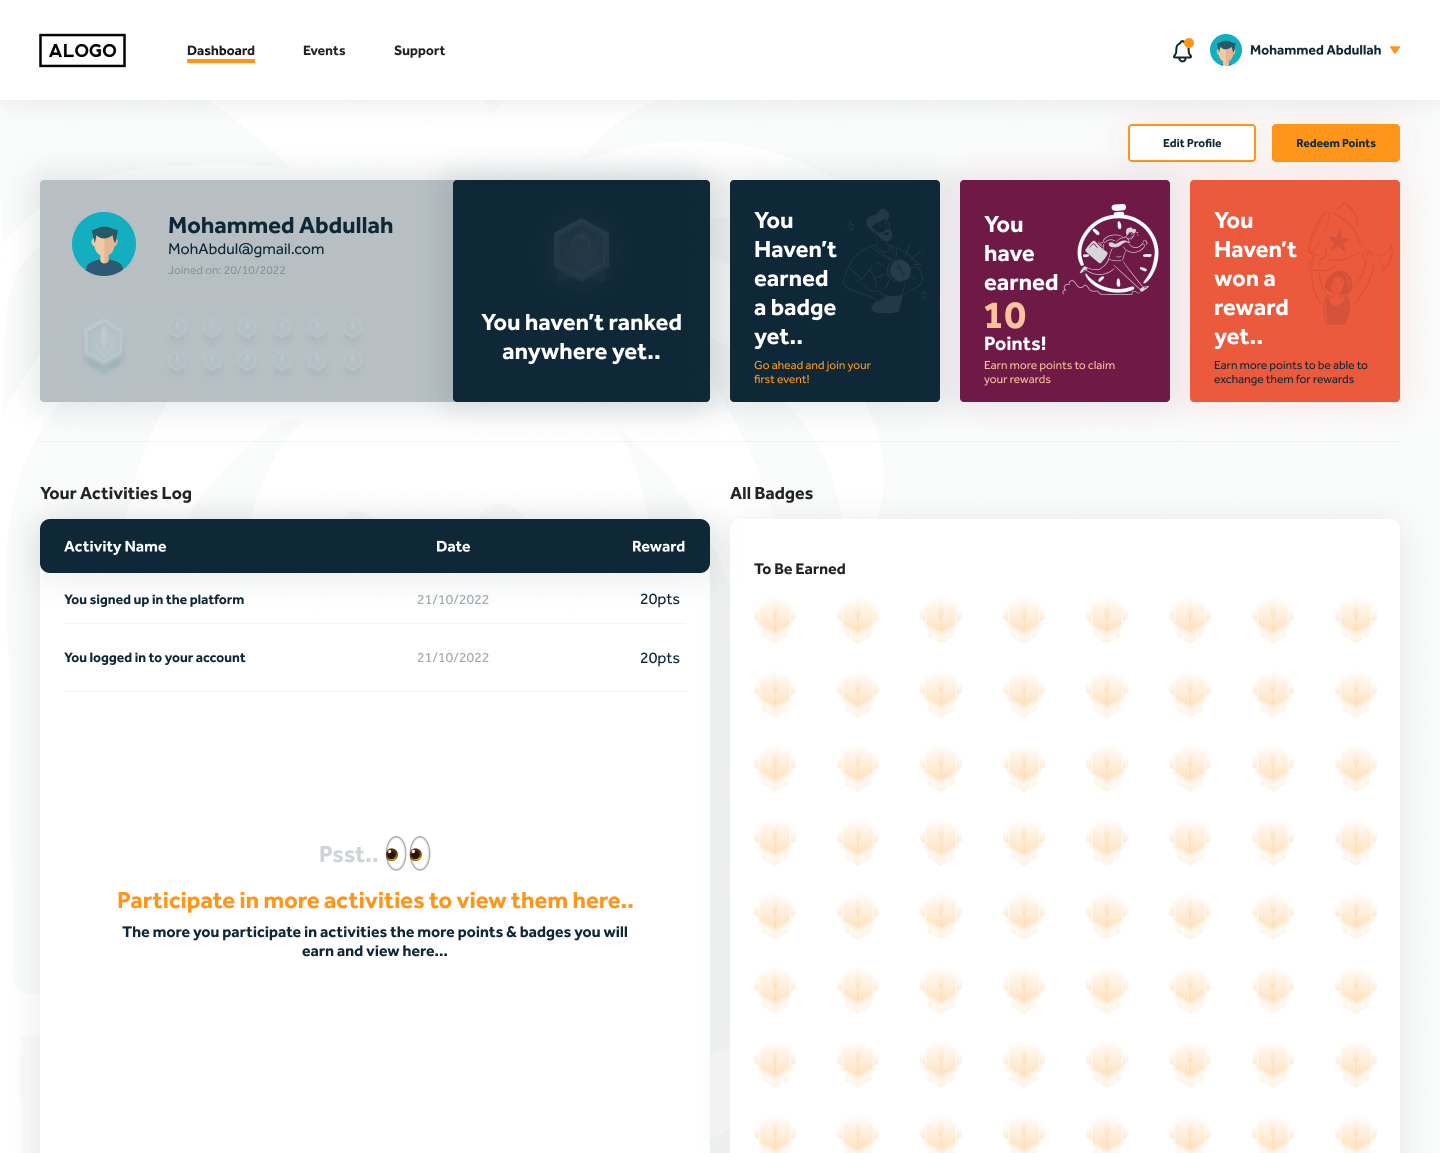 ALOGO
Dashboard
Events
Support
Mohammed Abdullah
Edit Profile
Redeem Points
Mohammed Abdullah
MohAbdul@gmail.com
Joined on: 20/10/2022
You haven't ranked
anywhere yet..
You
Haven't
earned
a badge
yet..
Go ahead and join your
first event!
You
have
earned
10
Points!
Earn more points to claim
your rewards
You
Haven't
won a
reward
yet..
Earn more points to be able to
exchange them for rewards
Your Activities Log
Activity Name
Date
Reward
You signed up in the platform
21/10/2022
20pts
You logged in to your account
21/10/2022
20pts
Psst..
Participate in more activities to view them here..
The more you participate in activities the more points & badges you will
earn and view here...
All Badges
To Be Earned